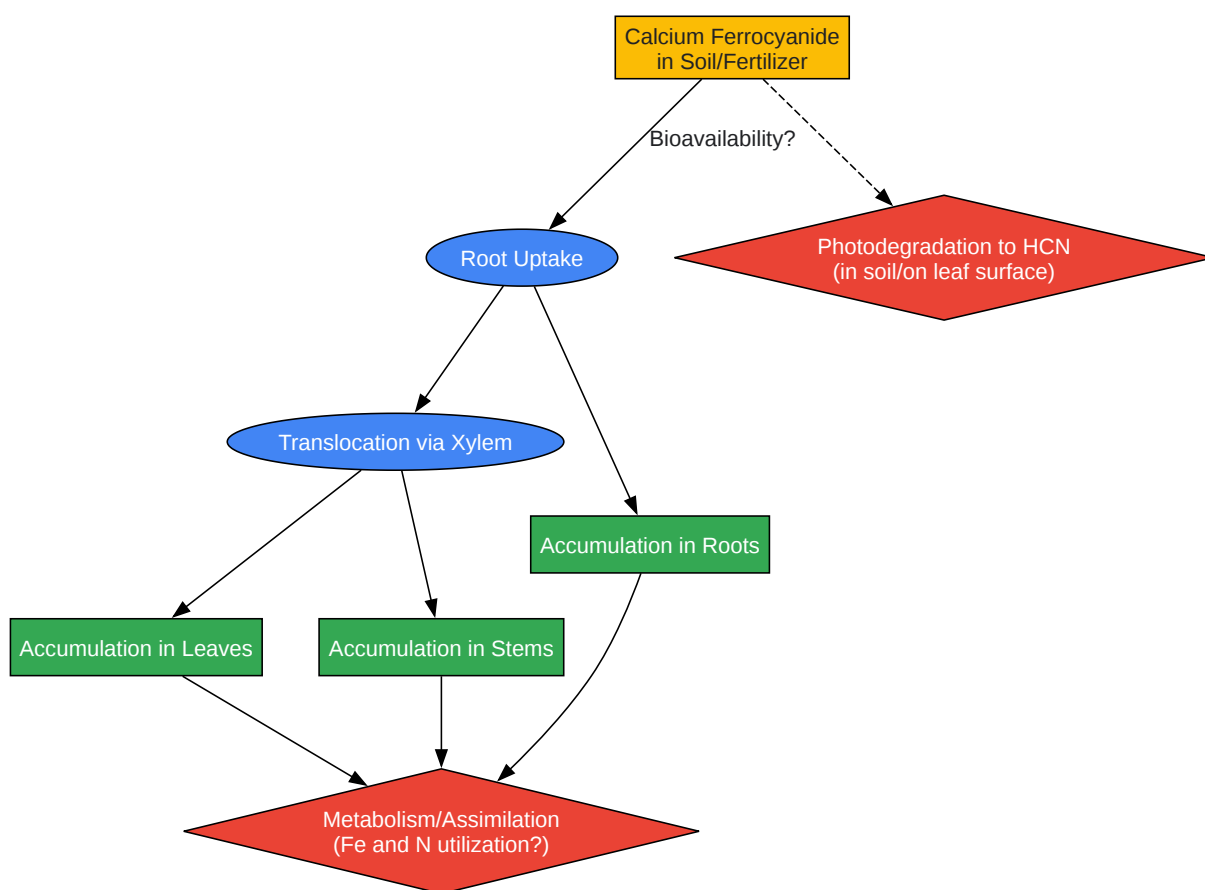 Calcium Ferrocyanide
in Soil/Fertilizer
Bioavailability?
Root Uptake
Photodegradation to HCN
(in soil/on leaf surface)
Translocation via Xylem
Accumulation in Roots
Accumulation in Leaves
Accumulation in Stems
Metabolism/Assimilation
(Fe and N utilization?)